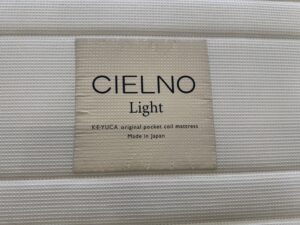 CIELNO
Light
KEYUCA original pocket coil mattress
Made in Japan